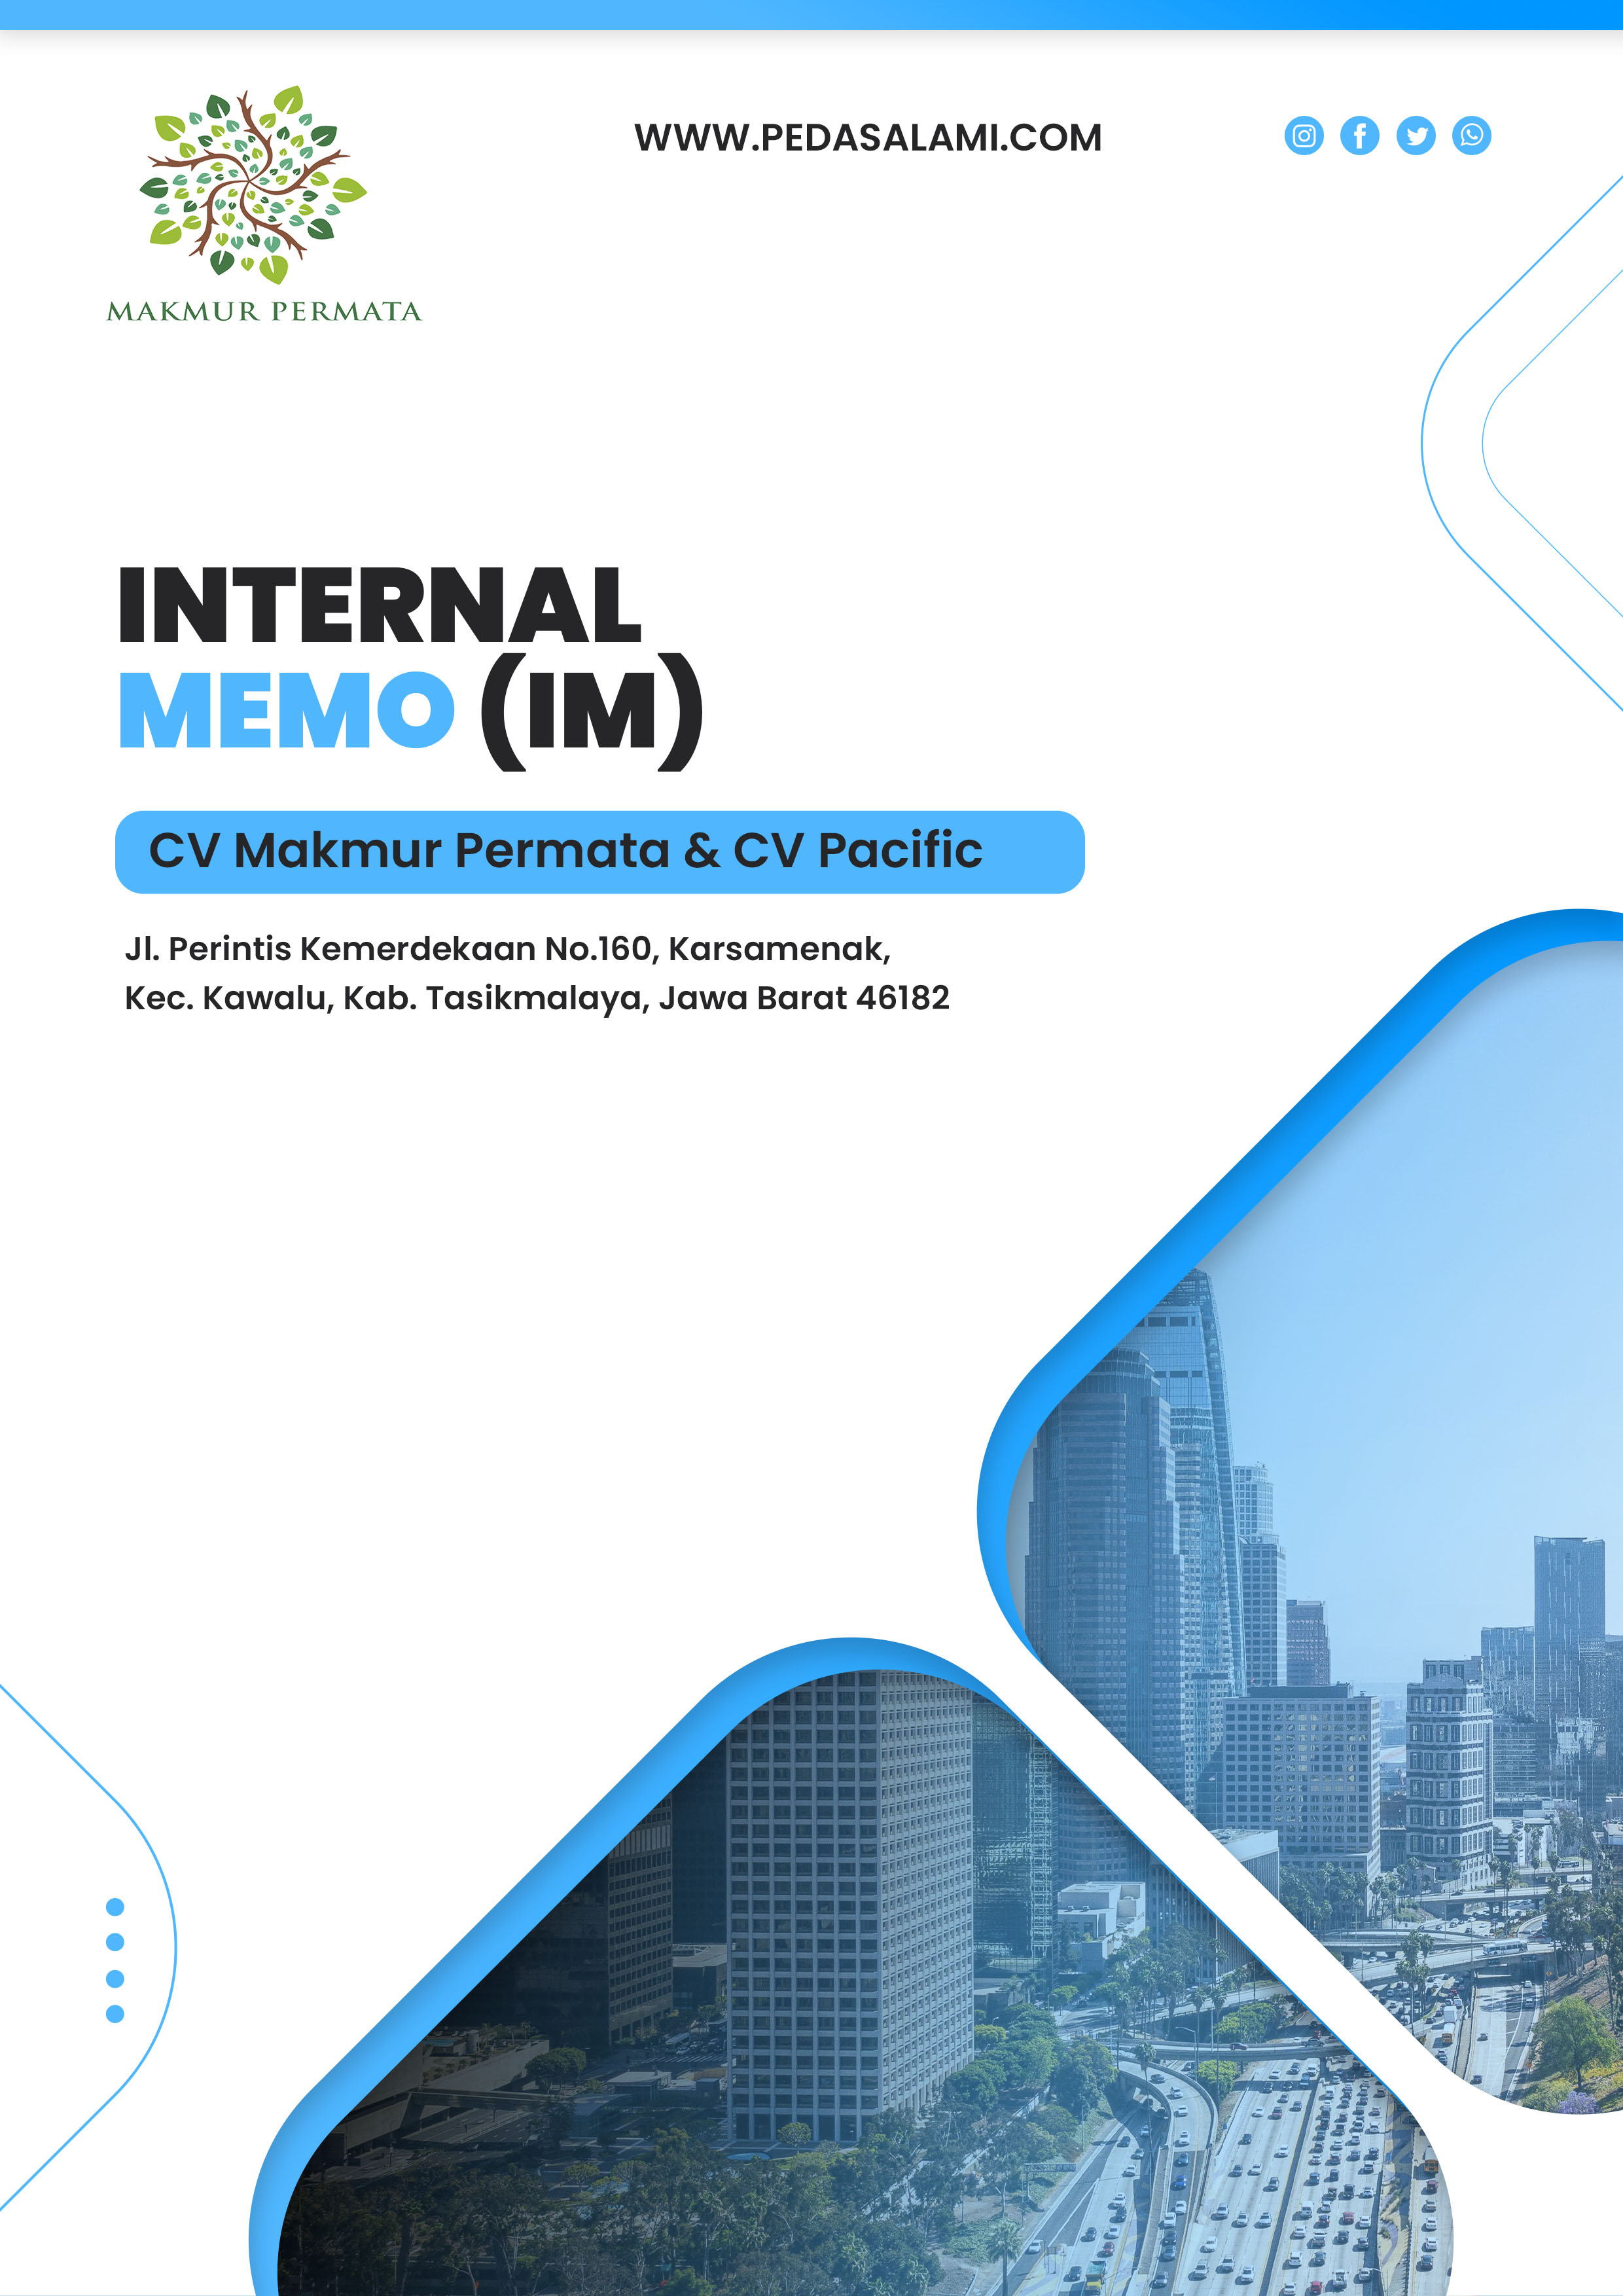 MAKMUR PERMATA
WWW.PEDASALAMI.COM
INTERNAL
MEMO (IM)
CV Makmur Permata & CV Pacific
Jl. Perintis Kemerdekaan No.160, Karsamenak,
Kec. Kawalu, Kab. Tasikmalaya, Jawa Barat 46182